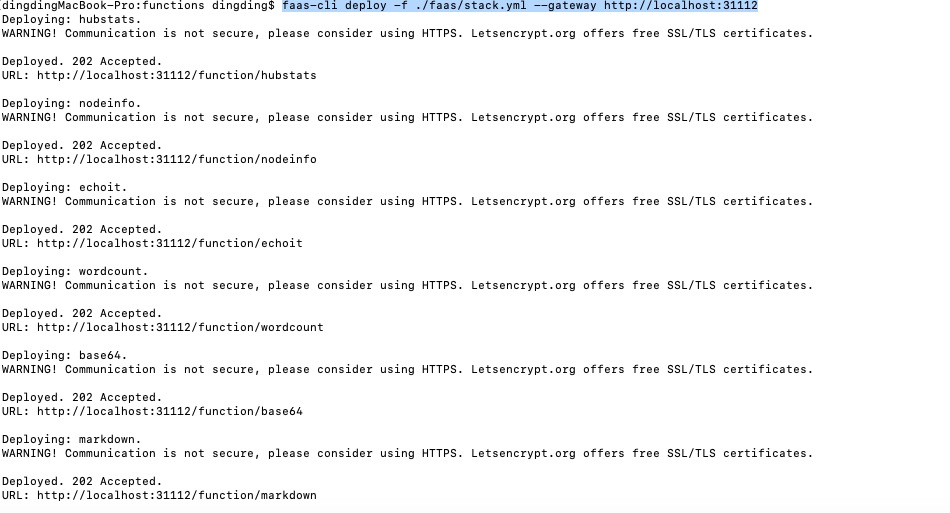 [dingdingMacBook-Pro:functions dingding$ faas-cli deploy -f ./faas/stack.yml --gateway http://localhost:31112
Deploying: hubstats.
WARNING! Communication is not secure, please consider using HTTPS. Letsencrypt.org offers free SSL/TLS certificates.
Deployed. 202 Accepted.
URL: http://localhost:31112/function/hubstats
Deploying: nodeinfo.
WARNING! Communication is not secure, please consider using HTTPS. Letsencrypt.org offers free SSL/TLS certificates.
Deployed. 202 Accepted.
URL: http://localhost:31112/function/nodeinfo
Deploying: echoit.
WARNING! Communication is not secure, please consider using HTTPS. Letsencrypt.org offers free SSL/TLS certificates.
Deployed. 202 Accepted.
URL: http://localhost:31112/function/echoit
Deploying: wordcount.
WARNING! Communication is not secure, please consider using HTTPS. Letsencrypt.org offers free SSL/TLS certificates.
Deployed. 202 Accepted.
URL: http://localhost:31112/function/wordcount
Deploying: base64.
WARNING! Communication is not secure, please consider using HTTPS. Letsencrypt.org offers free SSL/TLS certificates.
Deployed. 202 Accepted.
URL: http://localhost:31112/function/base64
Deploying: markdown.
WARNING! Communication is not secure, please consider using HTTPS. Letsencrypt.org offers free SSL/TLS certificates.
Deployed. 202 Accepted.
URL: http://localhost:31112/function/markdown